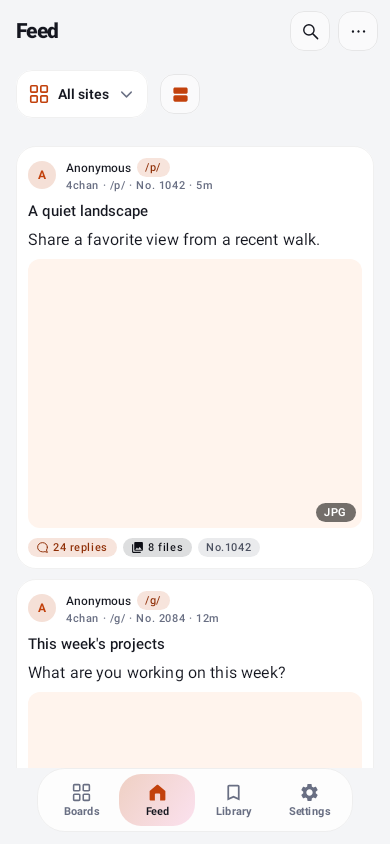 Feed
All sites
A
Anonymous /p/
4chan · /p/ · No. 1042 · 5m
A quiet landscape
Share a favorite view from a recent walk.
JPG
24 replies 8 files No.1042
A
Anonymous /g/
4chan · /g/ · No. 2084 · 12m
This week's projects
What are you working on this week?
Boards Feed Library Settings